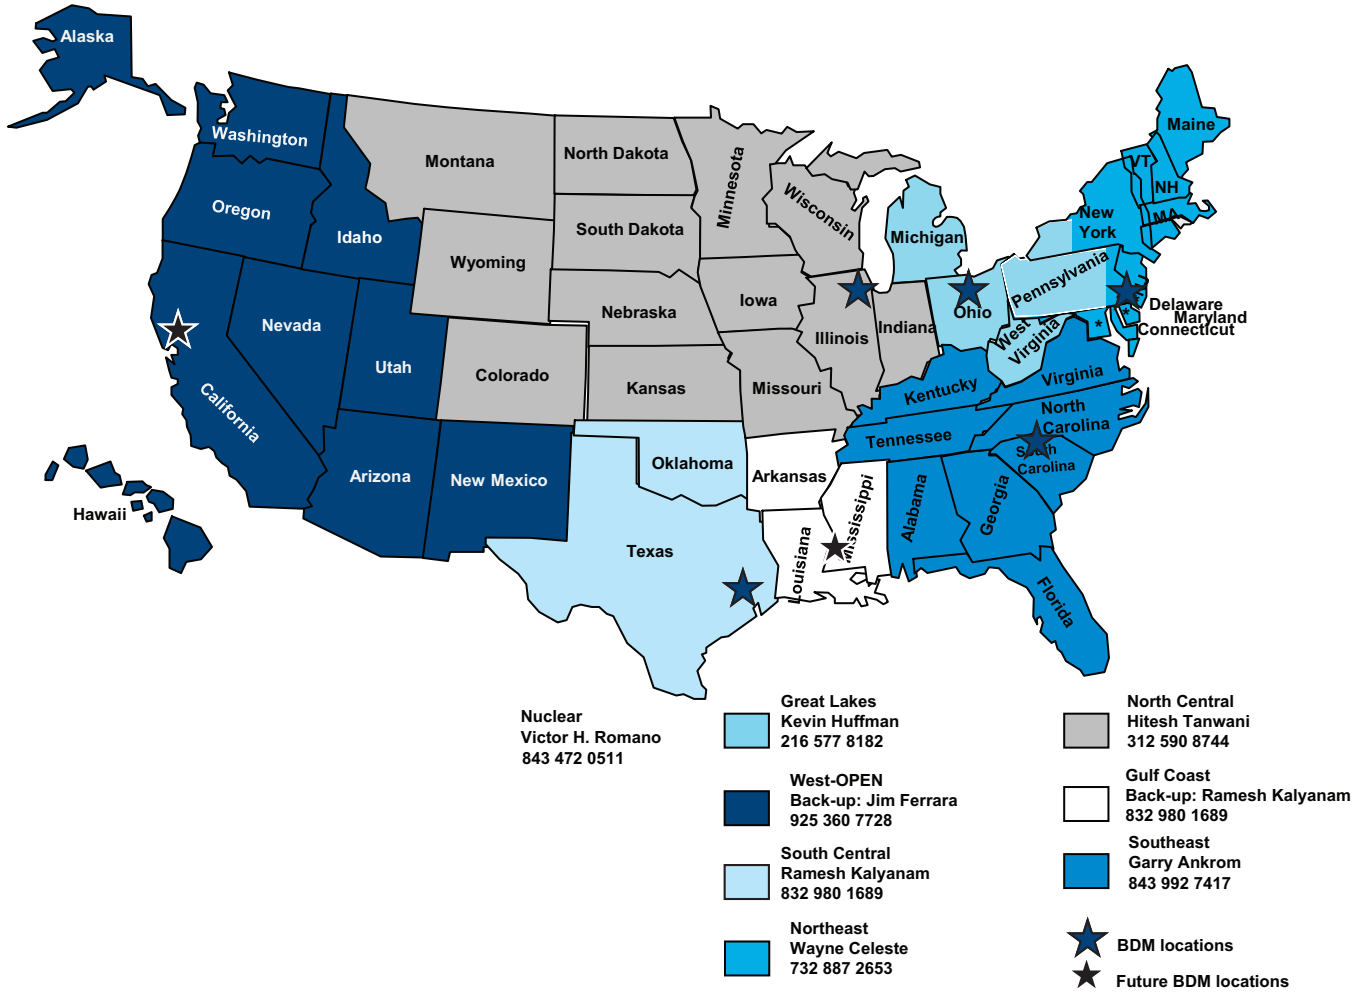 Alaska
Washington
Oregon
Idaho
Montana
North Dakota
South Dakota
Minnesota
Wisconsin
Michigan
Wyoming
Nebraska
Iowa
Illinois
Indiana
Ohio
Pennsylvania
New
York
VT
NH
MA
Maine
Delaware
Maryland
Connecticut
*
*
West
Virginia
Virginia
Kentucky
Tennessee
North
Carolina
South
Carolina
Nevada
Utah
Colorado
Kansas
Missouri
California
Arizona
New Mexico
Oklahoma
Arkansas
Texas
Louisiana
Mississippi
Alabama
Georgia
Florida
Hawaii
Nuclear
Victor H. Romano
843 472 0511
Great Lakes
Kevin Huffman
216 577 8182
West-OPEN
Back-up: Jim Ferrara
925 360 7728
South Central
Ramesh Kalyanam
832 980 1689
Northeast
Wayne Celeste
732 887 2653
North Central
Hitesh Tanwani
312 590 8744
Gulf Coast
Back-up: Ramesh Kalyanam
832 980 1689
Southeast
Garry Ankrom
843 992 7417
BDM locations
Future BDM locations